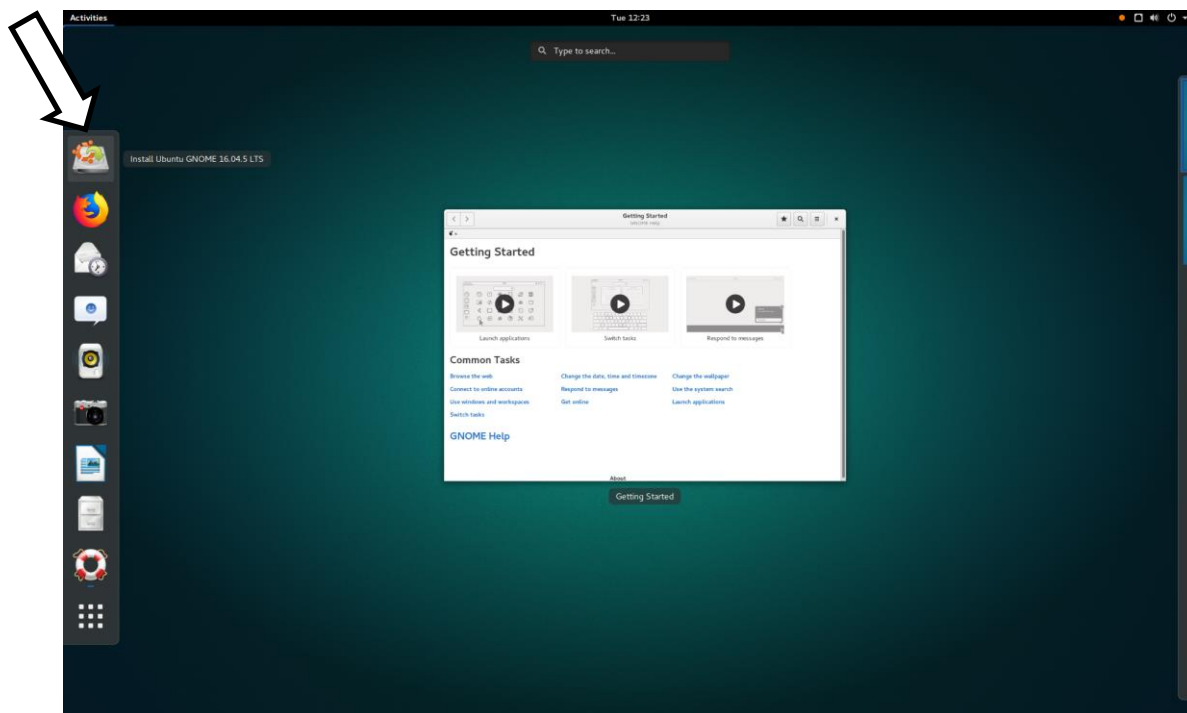 Activities
Tue 12:23
Type to search...
Install Ubuntu GNOME 16.04.5 LTS
Getting Started
Getting Started
Launch applications
Switch tasks
Respond to messages
Common Tasks
Browse the web
Change the date, time and timezone
Change the wallpaper
Connect to online accounts
Respond to messages
Use the system search
Use windows and workspaces
Get online
Launch applications
Switch tasks
GNOME Help
About
Getting Started